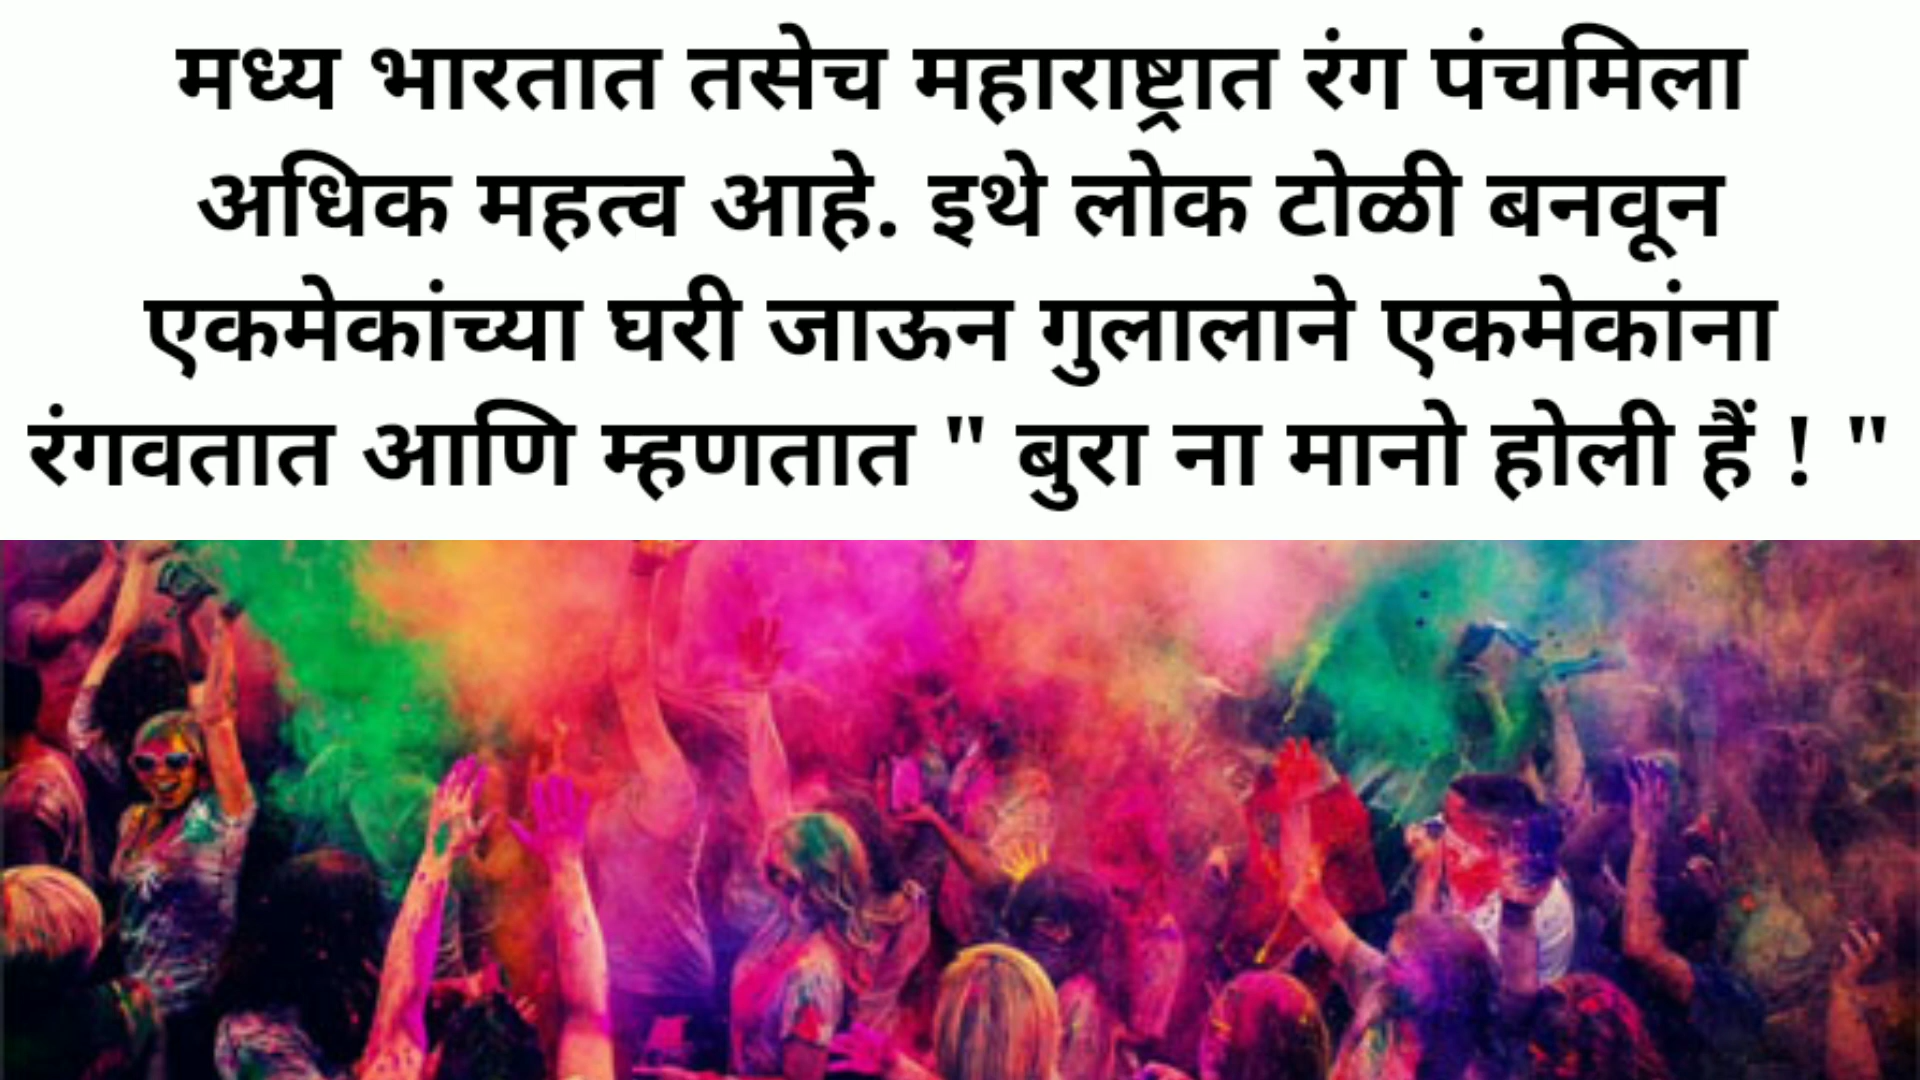 मध्य भारतात तसेच महाराष्ट्रात रंग पंचमिला
अधिक महत्व आहे. इथे लोक टोळी बनवून
एकमेकांच्या घरी जाऊन गुलालाने एकमेकांना
रंगवतात आणि म्हणतात " बुरा ना मानो होली हैं ! "